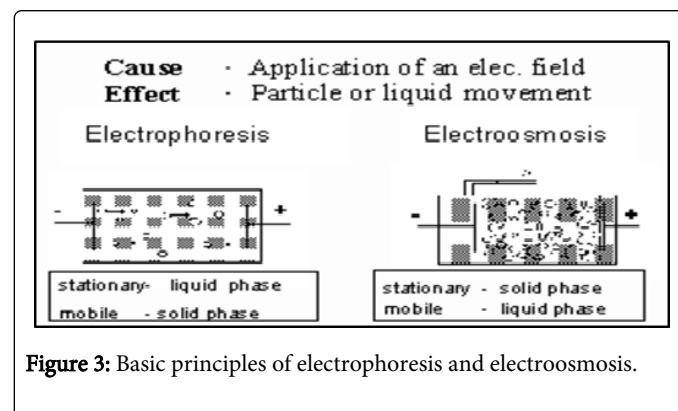 Cause · Application of an elec. field
Effect · Particle or liquid movement
Electrophoresis
- +
stationary- liquid phase
mobile - solid phase
Electroosmosis
- +
stationary - solid phase
mobile - liquid phase
Figure 3: Basic principles of electrophoresis and electroosmosis.